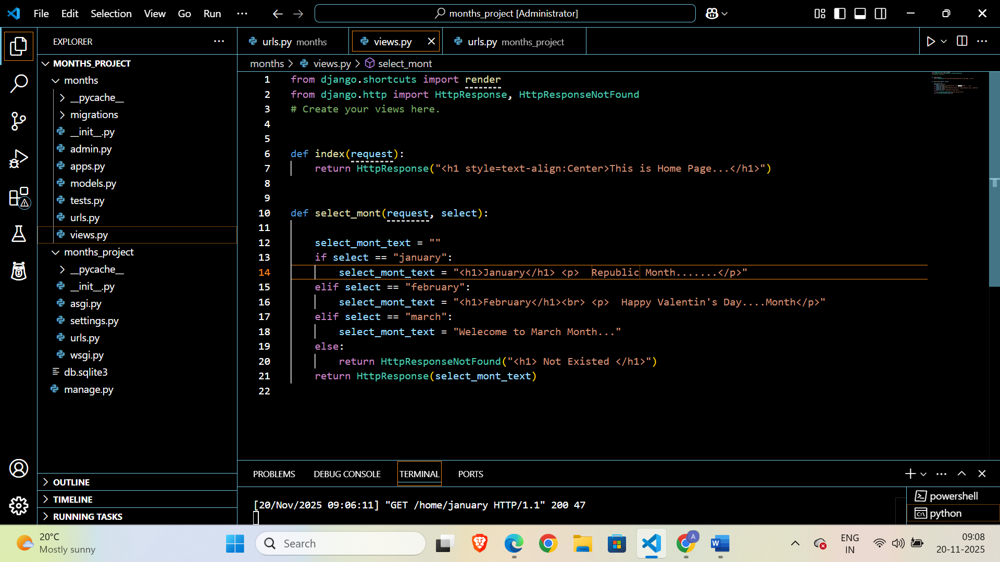 File Edit Selection View Go Run ···
months_project [Administrator]
EXPLORER
urls.py months
views.py
urls.py months_project
MONTHS_PROJECT
months
__pycache__
migrations
__init__.py
admin.py
apps.py
models.py
tests.py
urls.py
views.py
months_project
__pycache__
__init__.py
asgi.py
settings.py
urls.py
wsgi.py
db.sqlite3
manage.py
OUTLINE
TIMELINE
RUNNING TASKS
months > views.py > select_mont
1 from django.shortcuts import render
2 from django.http import HttpResponse, HttpResponseNotFound
3 # Create your views here.
4
5
6 def index(request):
7     return HttpResponse("<h1 style=text-align:Center>This is Home Page...</h1>")
8
9
10 def select_mont(request, select):
11
12     select_mont_text = ""
13     if select == "january":
14         select_mont_text = "<h1>January</h1> <p>  Republic Month.......</p>"
15     elif select == "february":
16         select_mont_text = "<h1>February</h1><br> <p>  Happy Valentin's Day....Month</p>"
17     elif select == "march":
18         select_mont_text = "Welecome to March Month..."
19     else:
20         return HttpResponseNotFound("<h1> Not Existed </h1>")
21     return HttpResponse(select_mont_text)
22
PROBLEMS DEBUG CONSOLE TERMINAL PORTS
[20/Nov/2025 09:06:11] "GET /home/january HTTP/1.1" 200 47
powershell
python
20°C
Mostly sunny
Search
A
W
ENG
IN
09:08
20-11-2025